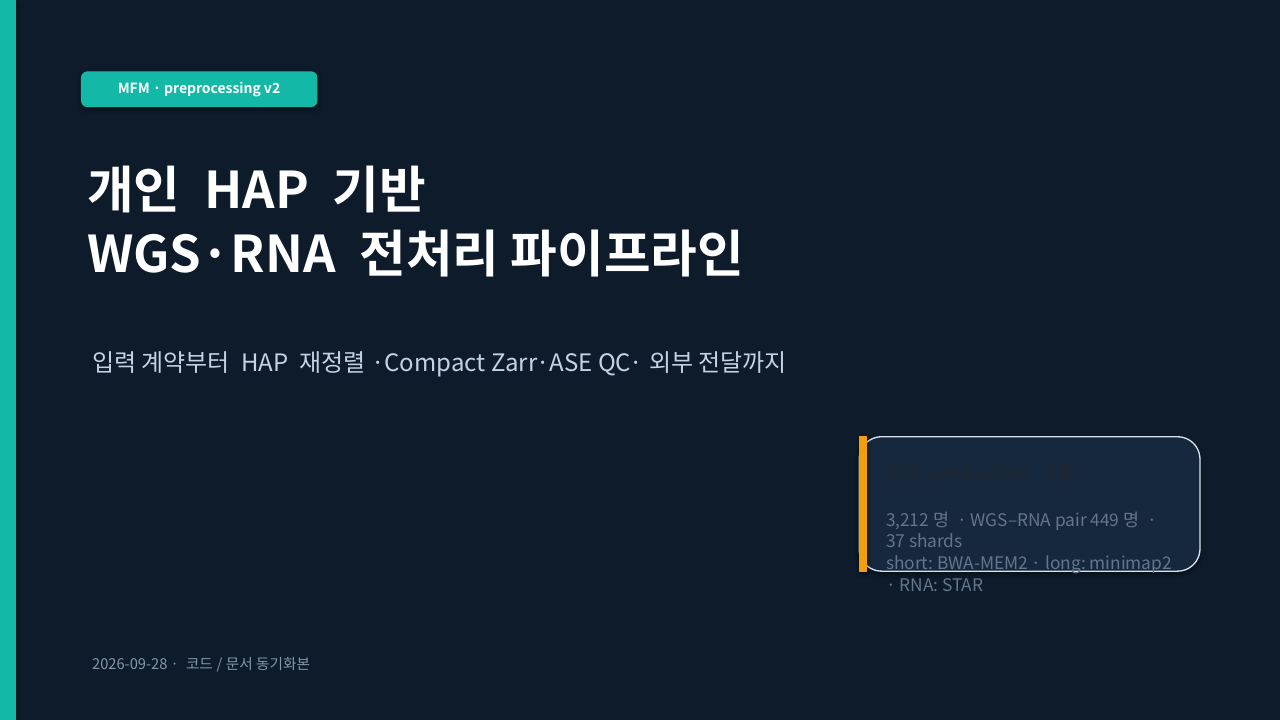 MFM · preprocessing v2
개인 HAP 기반
WGS·RNA 전처리 파이프라인
입력 계약부터 HAP 재정렬 ·Compact Zarr·ASE QC· 외부 전달까지
3,212 명 · WGS–RNA pair 449 명 ·
37 shards
short: BWA-MEM2 · long: minimap2
· RNA: STAR
2026-09-28 · 코드 / 문서 동기화본